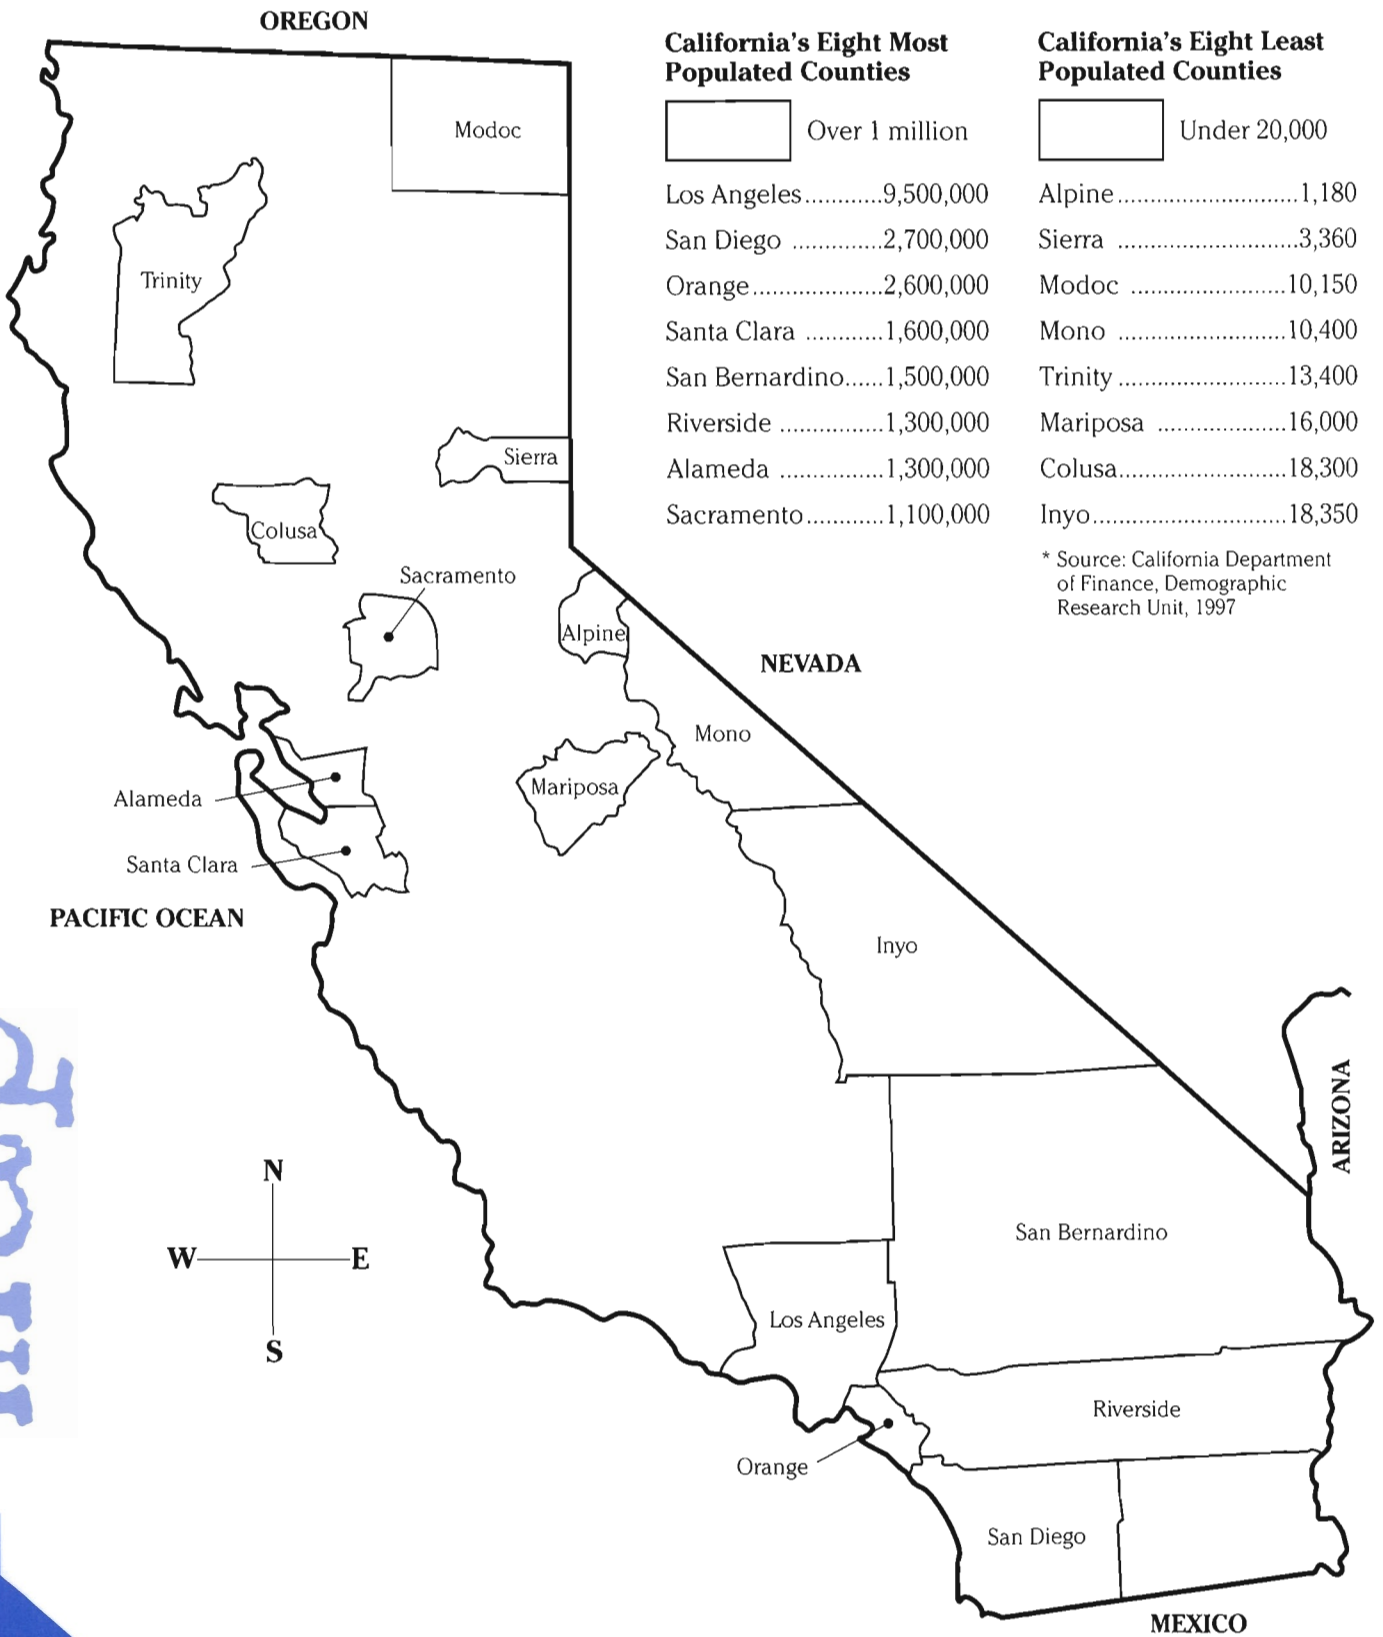 OREGON
California's Eight Most
Populated Counties
Over 1 million
Los Angeles............9,500,000
San Diego ..............2,700,000
Orange....................2,600,000
Santa Clara ............1,600,000
San Bernardino......1,500,000
Riverside ................1,300,000
Alameda ................1,300,000
Sacramento............1,100,000
California's Eight Least
Populated Counties
Under 20,000
Alpine............................1,180
Sierra ............................3,360
Modoc ........................10,150
Mono ..........................10,400
Trinity..........................13,400
Mariposa ....................16,000
Colusa..........................18,300
Inyo..............................18,350
* Source: California Department
of Finance, Demographic
Research Unit, 1997
Modoc
Trinity
Sierra
Colusa
Sacramento
Alpine
NEVADA
Mono
Mariposa
Alameda
Santa Clara
PACIFIC OCEAN
Inyo
ARIZONA
N
W
E
S
San Bernardino
Los Angeles
Riverside
Orange
San Diego
MEXICO